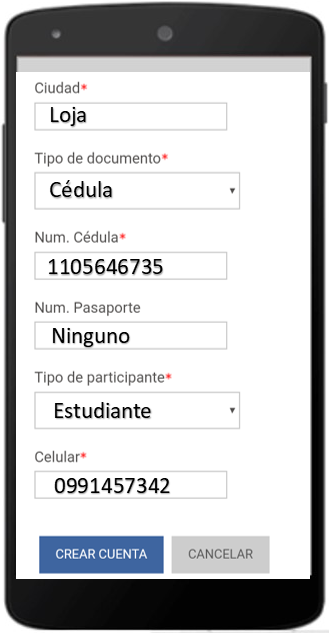 Ciudad*
Loja
Tipo de documento*
Cédula
Num. Cédula*
1105646735
Num. Pasaporte
Ninguno
Tipo de participante*
Estudiante
Celular*
0991457342
CREAR CUENTA CANCELAR